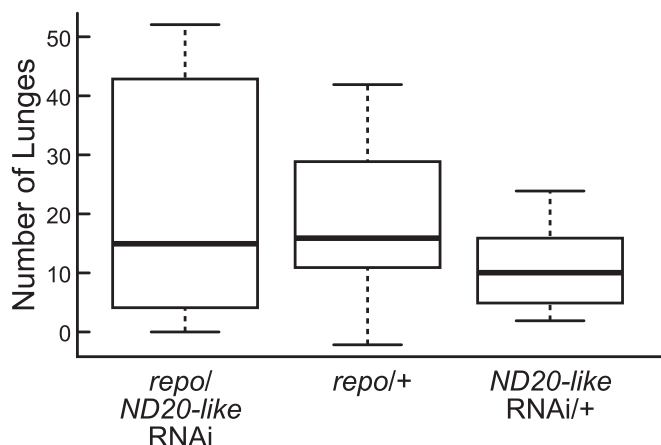 Number of Lunges
50
40
30
20
10
0
repo/
ND20-like
RNAi
repo/+
ND20-like
RNAi/+